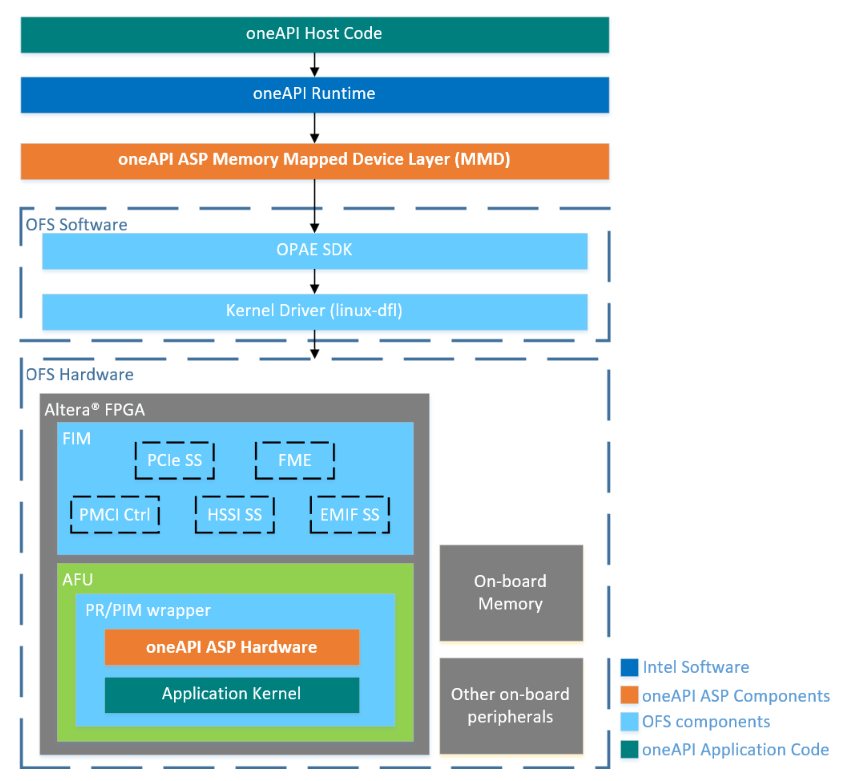 oneAPI Host Code
oneAPI Runtime
oneAPI ASP Memory Mapped Device Layer (MMD)
OFS Software
OPAE SDK
Kernel Driver (linux-dfl)
OFS Hardware
Altera® FPGA
FIM
PCIe SS
FME
PMCI Ctrl
HSSI SS
EMIF SS
AFU
PR/PIM wrapper
oneAPI ASP Hardware
Application Kernel
On-board
Memory
Other on-board
peripherals
Intel Software
oneAPI ASP Components
OFS components
oneAPI Application Code